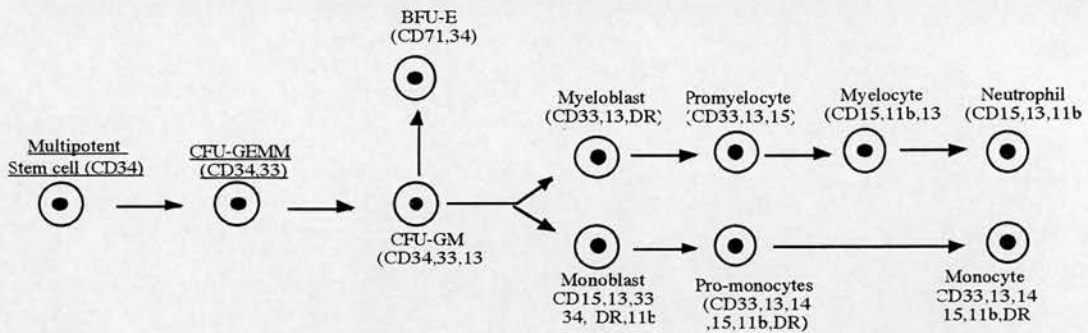 BFU-E
(CD71,34)
Multipotent
Stem cell (CD34)
CFU-GEMM
(CD34,33)
CFU-GM
(CD34,33,13
Myeloblast
(CD33,13,DR)
Promyelocyte
(CD33,13,15)
Myelocyte
(CD15,11b,13
Neutrophil
(CD15,13,11b
Monoblast
CD15,13,33
34, DR,11b
Pro-monocytes
(CD33,13,14
,15,11b,DR)
Monocyte
CD33,13,14
15,11b,DR